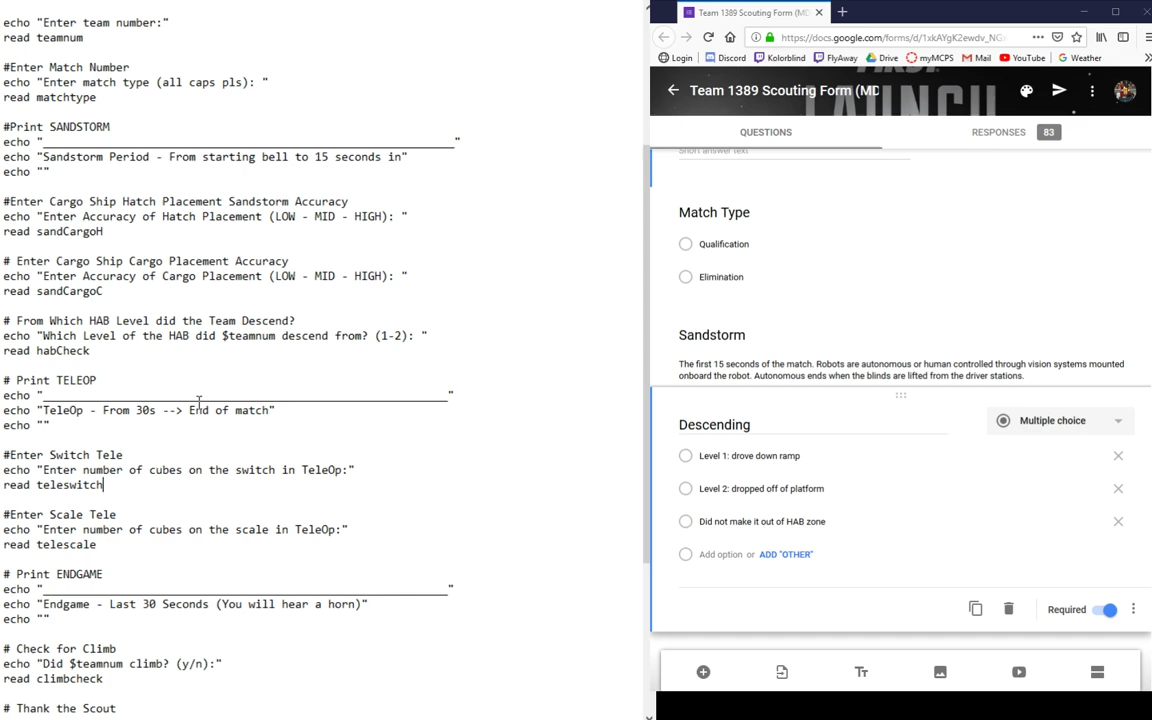 echo "Enter team number:"
read teamnum
#Enter Match Number
echo "Enter match type (all caps pls): "
read matchtype
#Print SANDSTORM
echo "_______________________________________________________________"
echo "Sandstorm Period - From starting bell to 15 seconds in"
echo ""
#Enter Cargo Ship Hatch Placement Sandstorm Accuracy
echo "Enter Accuracy of Hatch Placement (LOW - MID - HIGH): "
read sandCargoH
# Enter Cargo Ship Cargo Placement Accuracy
echo "Enter Accuracy of Cargo Placement (LOW - MID - HIGH): "
read sandCargoC
# From Which HAB Level did the Team Descend?
echo "Which Level of the HAB did $teamnum descend from? (1-2): "
read habCheck
# Print TELEOP
echo "______________________________________________________________"
echo "TeleOp - From 30s --> End of match"
echo ""
#Enter Switch Tele
echo "Enter number of cubes on the switch in TeleOp:"
read teleswitch
#Enter Scale Tele
echo "Enter number of cubes on the scale in TeleOp:"
read telescale
# Print ENDGAME
echo "______________________________________________________________"
echo "Endgame - Last 30 Seconds (You will hear a horn)"
echo ""
# Check for Climb
echo "Did $teamnum climb? (y/n):"
read climbcheck
# Thank the Scout
Team 1389 Scouting Form (MD
https://docs.google.com/forms/d/1xkAYgK2ewdv_NG
Login Discord Kolorblind FlyAway Drive myMCPS Mail YouTube Weather
FIRST
LAUNCH
Team 1389 Scouting Form (MD
QUESTIONS RESPONSES 83
Short answer text
Match Type
Qualification
Elimination
Sandstorm
The first 15 seconds of the match. Robots are autonomous or human controlled through vision systems mounted
onboard the robot. Autonomous ends when the blinds are lifted from the driver stations.
Descending Multiple choice
Level 1: drove down ramp
Level 2: dropped off of platform
Did not make it out of HAB zone
Add option or ADD "OTHER"
Required
Tt